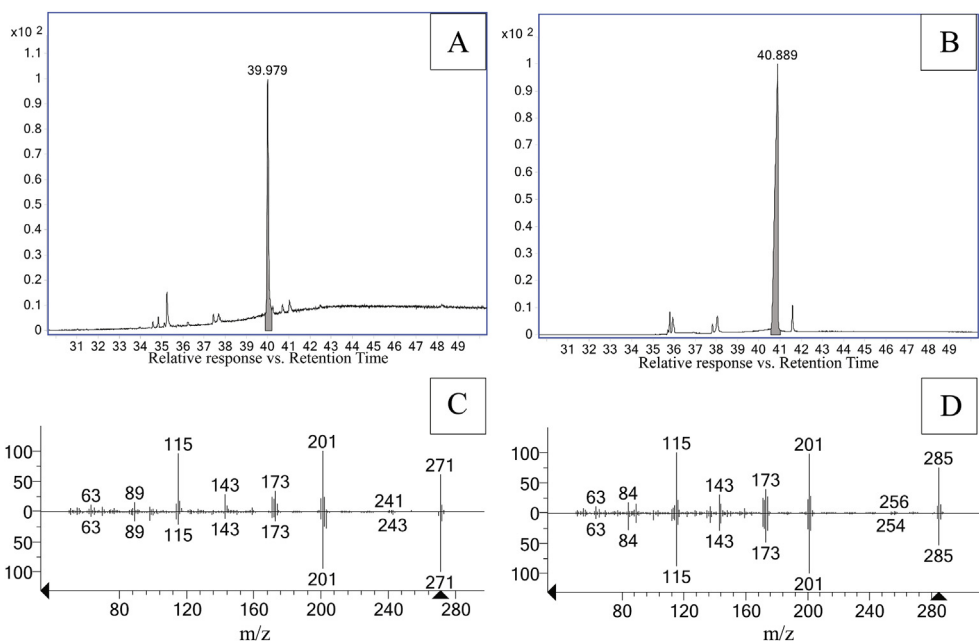 A
x10 2
1.1
1
0.9
0.8
0.7
0.6
0.5
0.4
0.3
0.2
0.1
0
39.979
31 32 33 34 35 36 37 38 39 40 41 42 43 44 45 46 47 48 49
Relative response vs. Retention Time
B
x10 2
1
0.9
0.8
0.7
0.6
0.5
0.4
0.3
0.2
0.1
0
40.889
31 32 33 34 35 36 37 38 39 40 41 42 43 44 45 46 47 48 49
Relative response vs. Retention Time
C
100
50
0
50
100
63 89 115 143 173 201 241 271
63 89 115 143 173 201 243 271
80 120 160 200 240 280
m/z
D
100
50
0
50
100
63 84 115 143 173 201 256 285
63 84 115 143 173 201 254 285
80 120 160 200 240 280
m/z